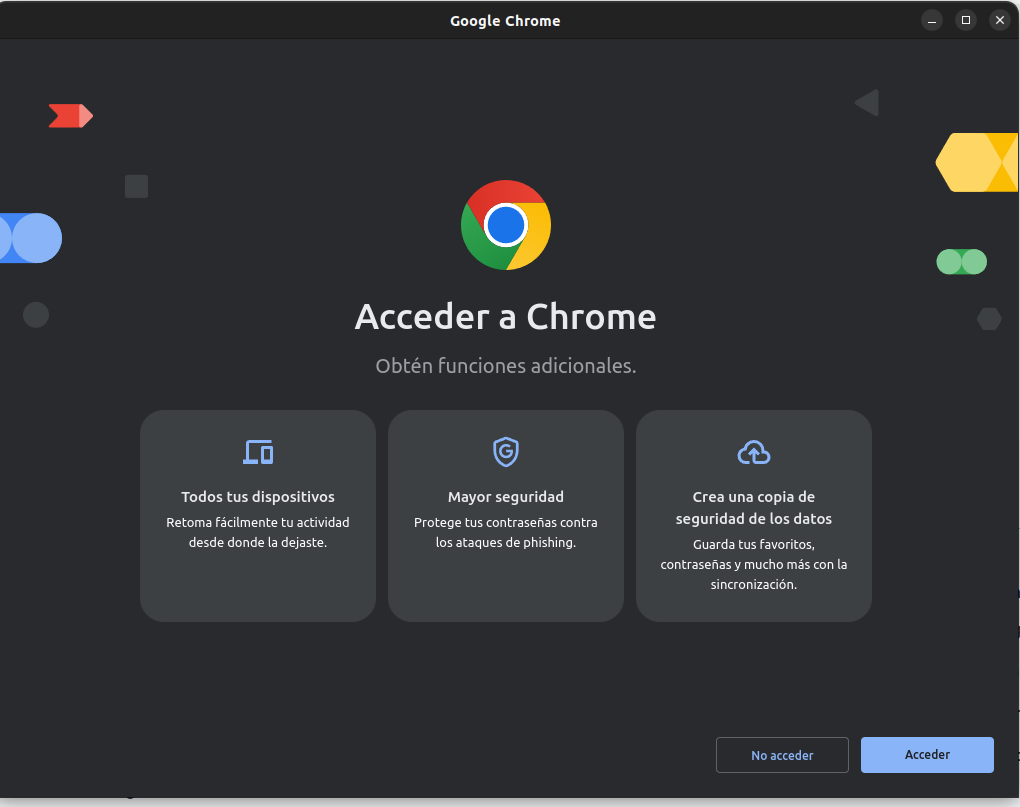 Google Chrome
Acceder a Chrome
Obtén funciones adicionales.
Todos tus dispositivos
Retoma fácilmente tu actividad
desde donde la dejaste.
Mayor seguridad
Protege tus contraseñas contra
los ataques de phishing.
Crea una copia de
seguridad de los datos
Guarda tus favoritos,
contraseñas y mucho más con la
sincronización.
No acceder
Acceder